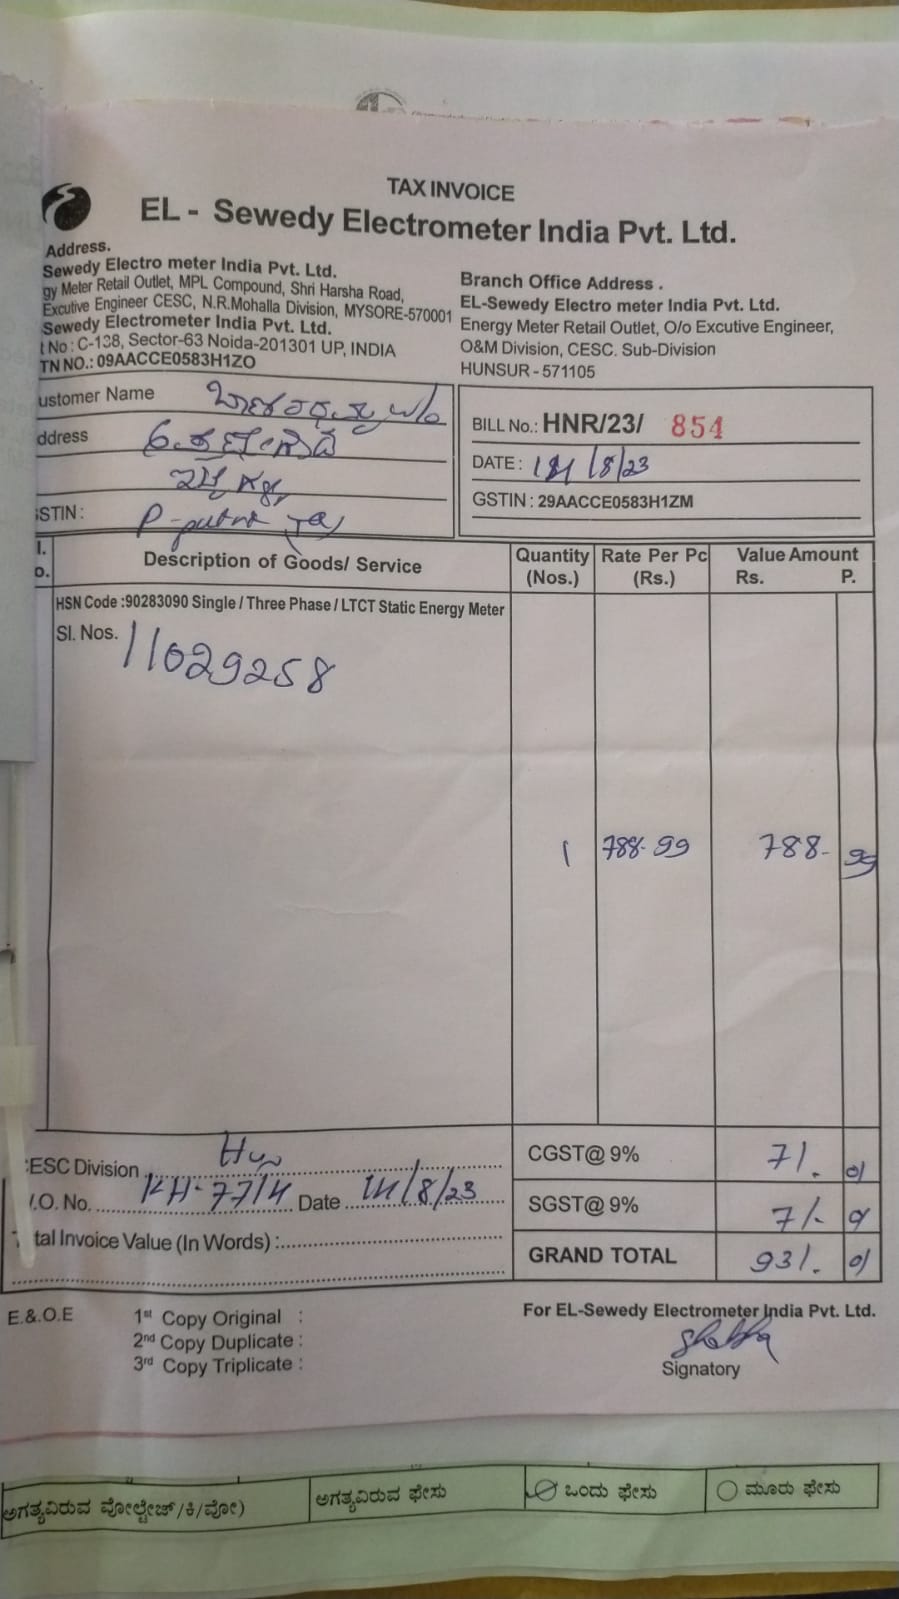 TAX INVOICE
EL - Sewedy Electrometer India Pvt. Ltd.
Address.
Sewedy Electro meter India Pvt. Ltd.
gy Meter Retail Outlet, MPL Compound, Shri Harsha Road,
Excutive Engineer CESC, N.R.Mohalla Division, MYSORE-570001
Sewedy Electrometer India Pvt. Ltd.
t No : C-138, Sector-63 Noida-201301 UP, INDIA
TN NO.: 09AACCE0583H1ZO
Branch Office Address .
EL-Sewedy Electro meter India Pvt. Ltd.
Energy Meter Retail Outlet, O/o Excutive Engineer,
O&M Division, CESC. Sub-Division
HUNSUR - 571105
ustomer Name
ddress
STIN :
BILL No.: HNR/23/ 854
DATE : /8/23
GSTIN : 29AACCE0583H1ZM
l.
o.
Description of Goods/ Service
Quantity (Nos.)
Rate Per Pc (Rs.)
Value Amount
Rs. P.
HSN Code :90283090 Single / Three Phase / LTCT Static Energy Meter
Sl. Nos. 11029258
1 788-99 788- 99
ESC Division
.O. No. KH-77/4 Date 14/8/23
tal Invoice Value (In Words) :
CGST@ 9% 71. 01
SGST@ 9% 71-
GRAND TOTAL 931. 01
E.&.O.E
1st Copy Original :
2nd Copy Duplicate :
3rd Copy Triplicate :
For EL-Sewedy Electrometer India Pvt. Ltd.
Signatory
ಅಗತ್ಯವಿರುವ ವೋಲ್ಟೇಜ್/ಕಿ/ವೋ) ಅಗತ್ಯವಿರುವ ಫೇಸು ಒಂದು ಫೇಸು ಮೂರು ಫೇಸು